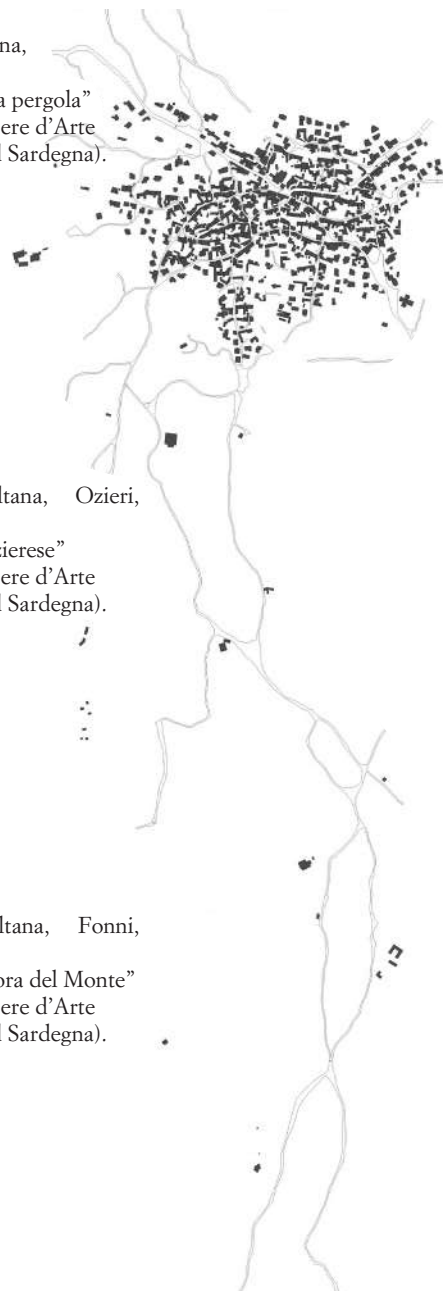 na,
a pergola”
ere d’Arte
l Sardegna).
ltana, Ozieri,
zierese”
ere d’Arte
l Sardegna).
ltana, Fonni,
ora del Monte”
ere d’Arte
l Sardegna).